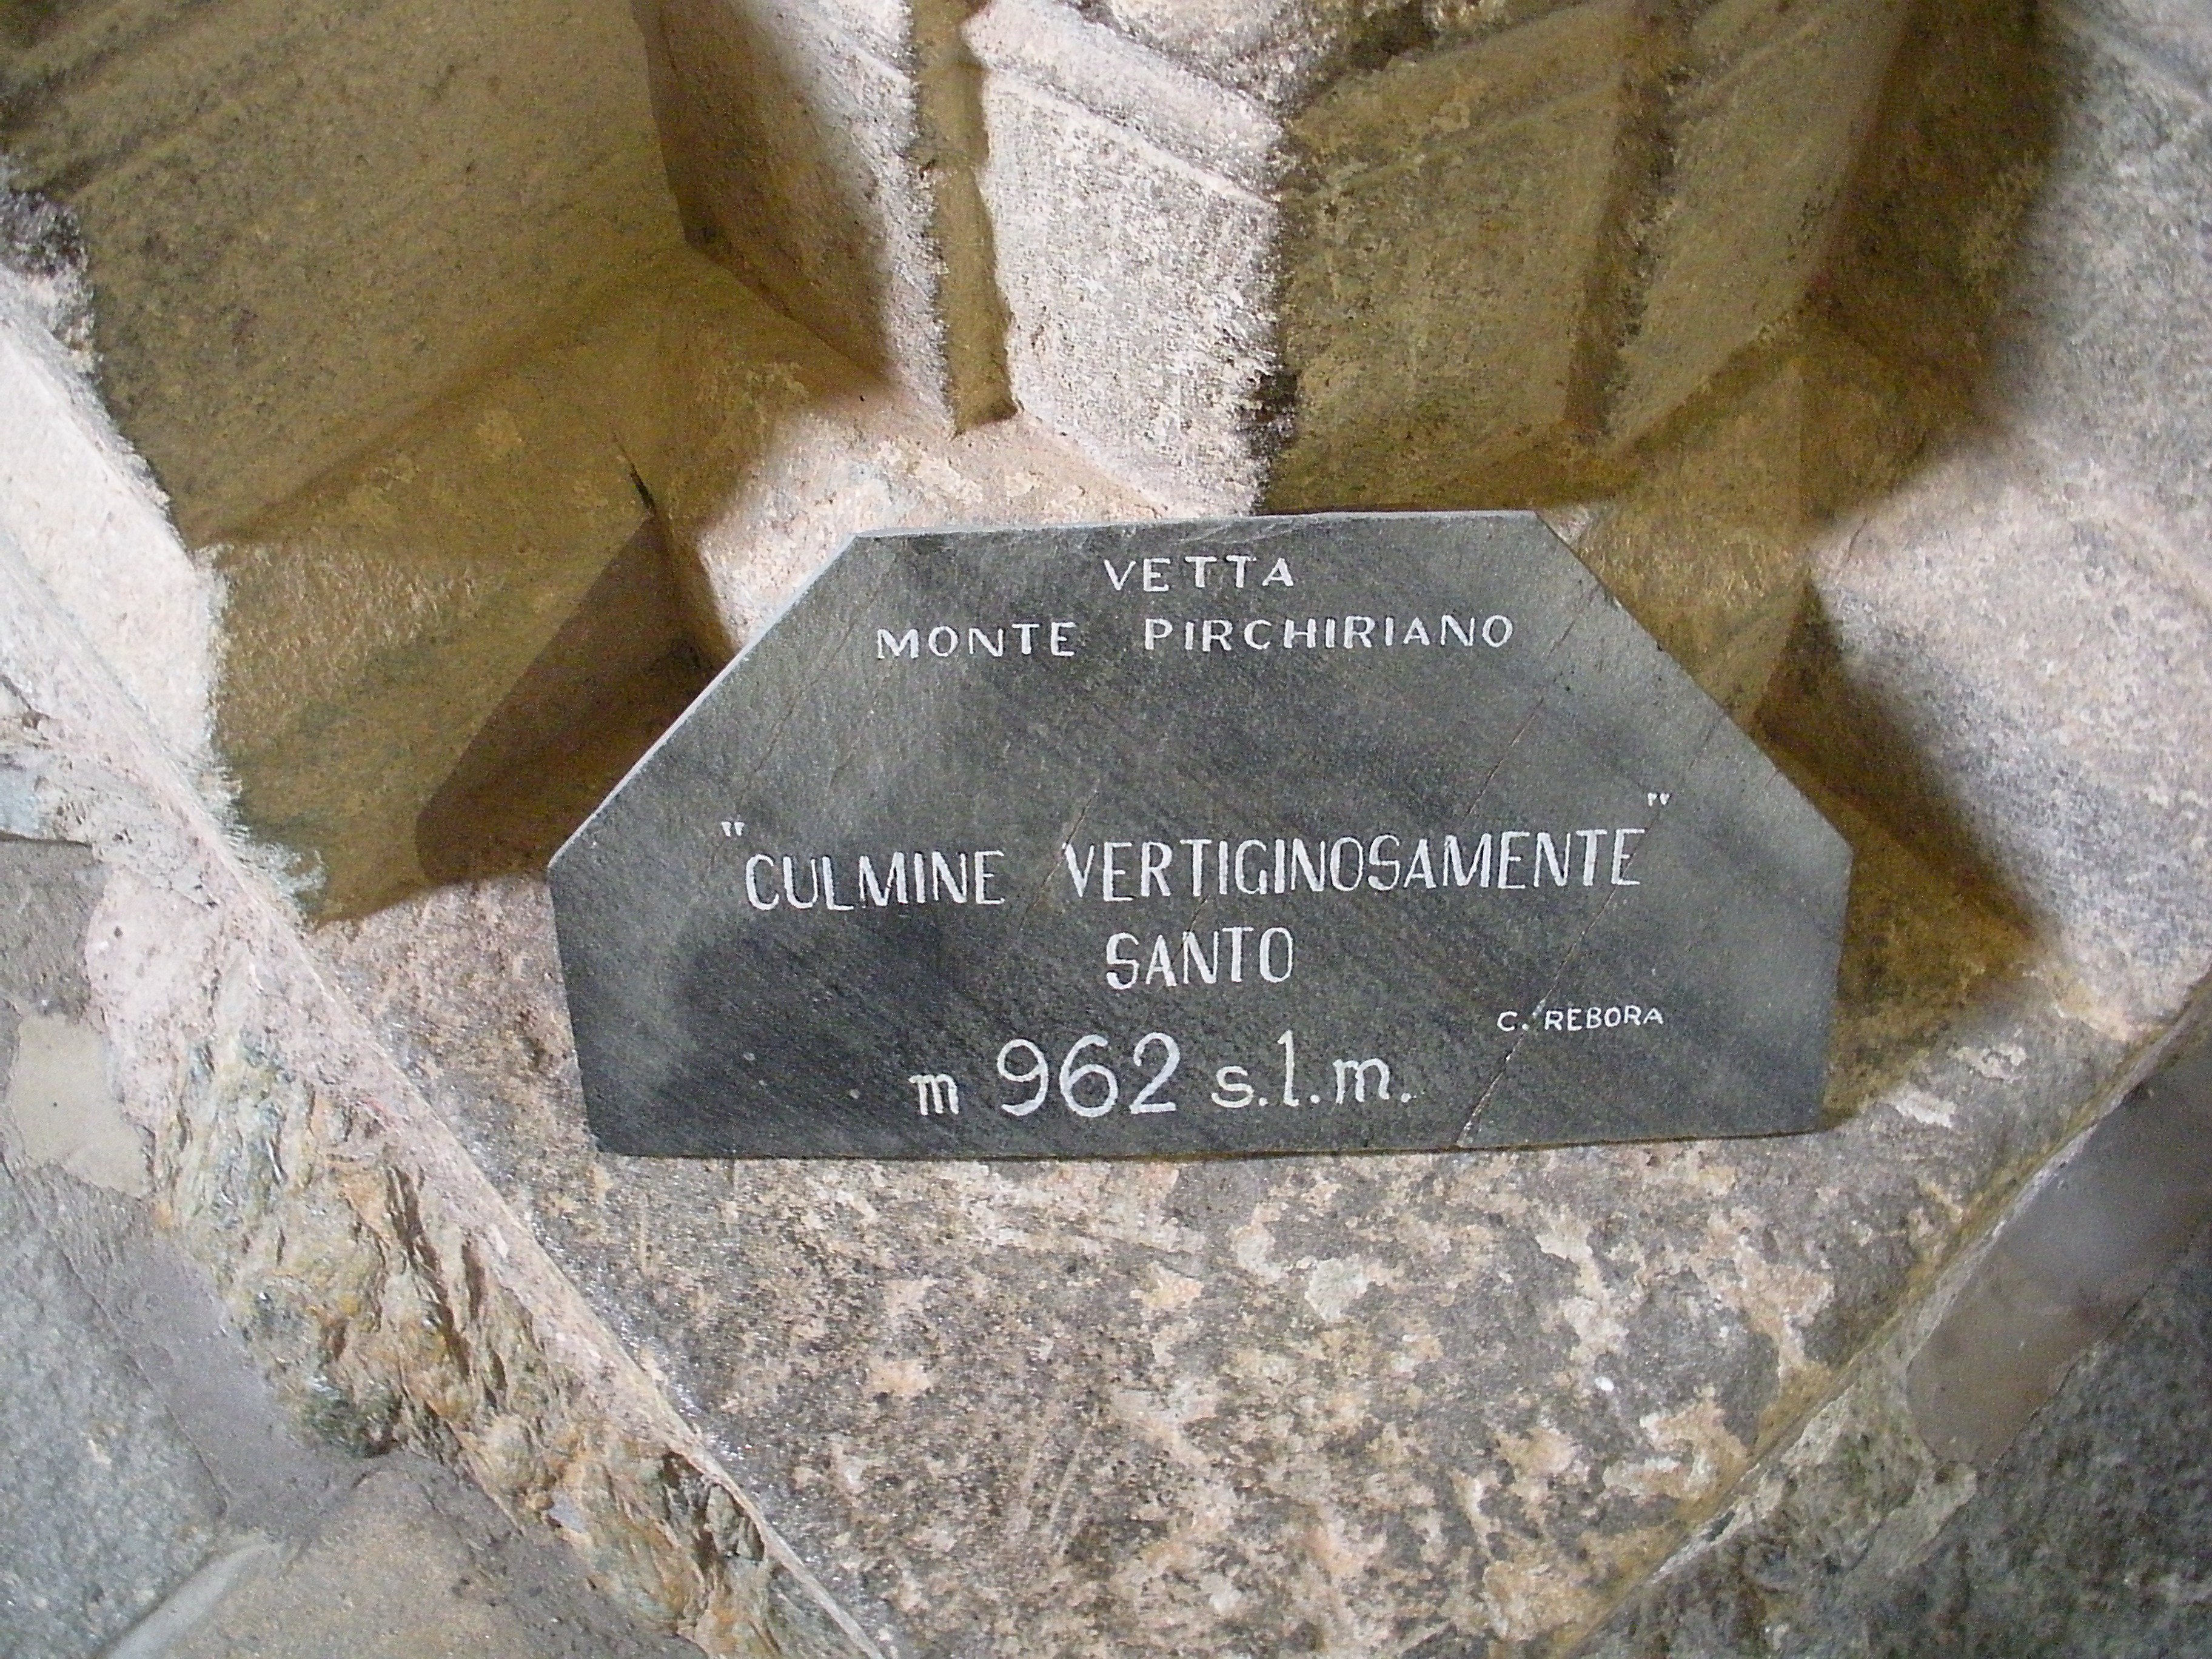 VETTA
MONTE PIRCHIRIANO
"CULMINE VERTIGINOSAMENTE"
SANTO
C. REBORA
m 962 s.l.m.